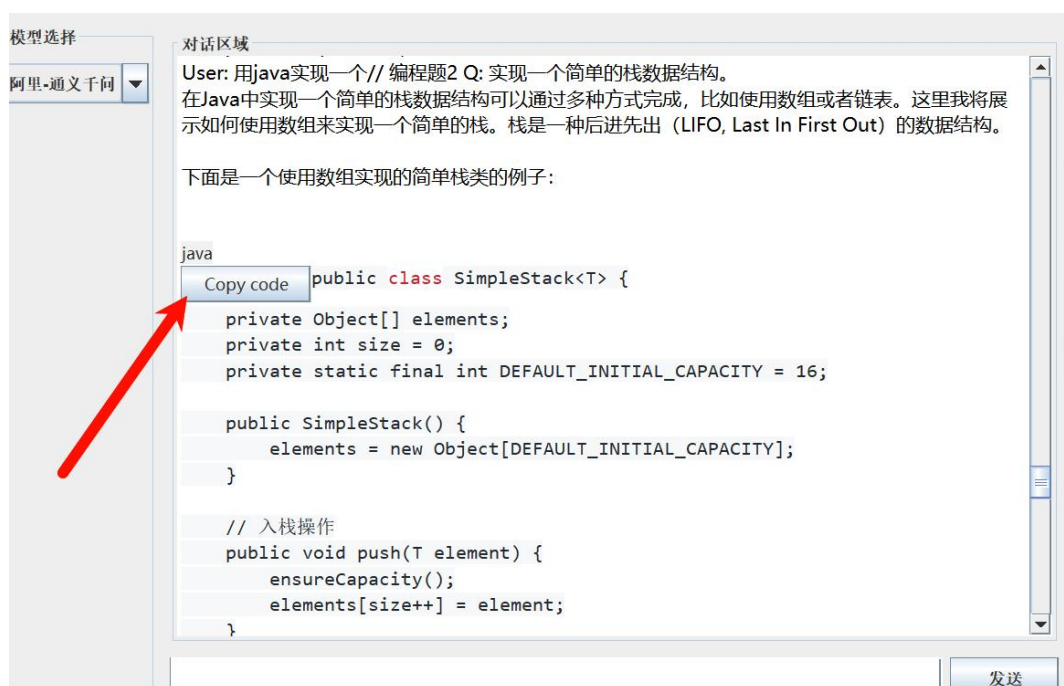 模型选择
对话区域
阿里-通义千问
User: 用java实现一个// 编程题2 Q: 实现一个简单的栈数据结构。
在Java中实现一个简单的栈数据结构可以通过多种方式完成，比如使用数组或者链表。这里我将展
示如何使用数组来实现一个简单的栈。栈是一种后进先出（LIFO, Last In First Out）的数据结构。
下面是一个使用数组实现的简单栈类的例子：
java
Copy code public class SimpleStack<T> {
    private Object[] elements;
    private int size = 0;
    private static final int DEFAULT_INITIAL_CAPACITY = 16;
    public SimpleStack() {
        elements = new Object[DEFAULT_INITIAL_CAPACITY];
    }
    // 入栈操作
    public void push(T element) {
        ensureCapacity();
        elements[size++] = element;
    }
发送